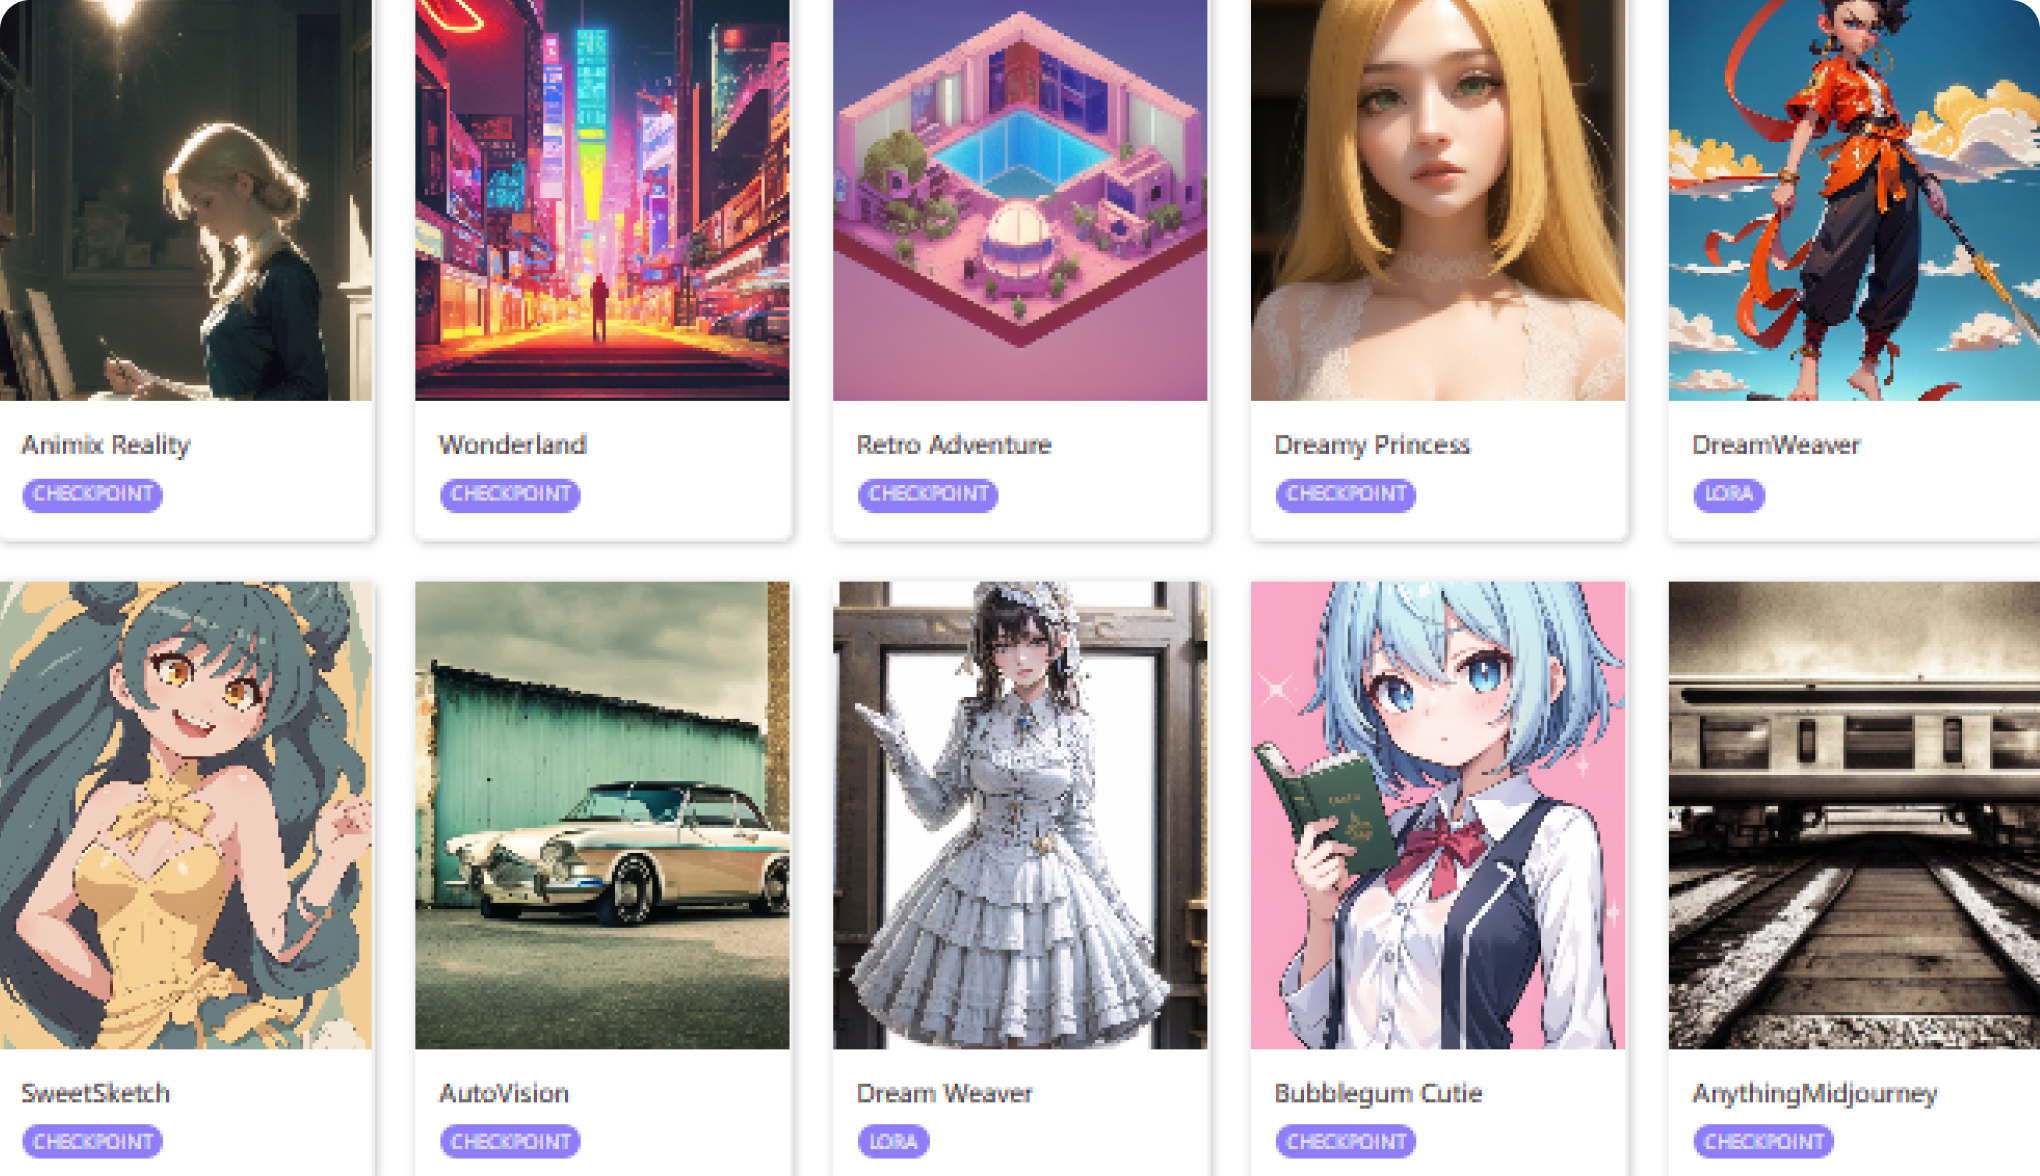 Animix Reality
CHECKPOINT
Wonderland
CHECKPOINT
Retro Adventure
CHECKPOINT
Dreamy Princess
CHECKPOINT
DreamWeaver
LORA
SweetSketch
CHECKPOINT
AutoVision
CHECKPOINT
Dream Weaver
LORA
Bubblegum Cutie
CHECKPOINT
AnythingMidjourney
CHECKPOINT